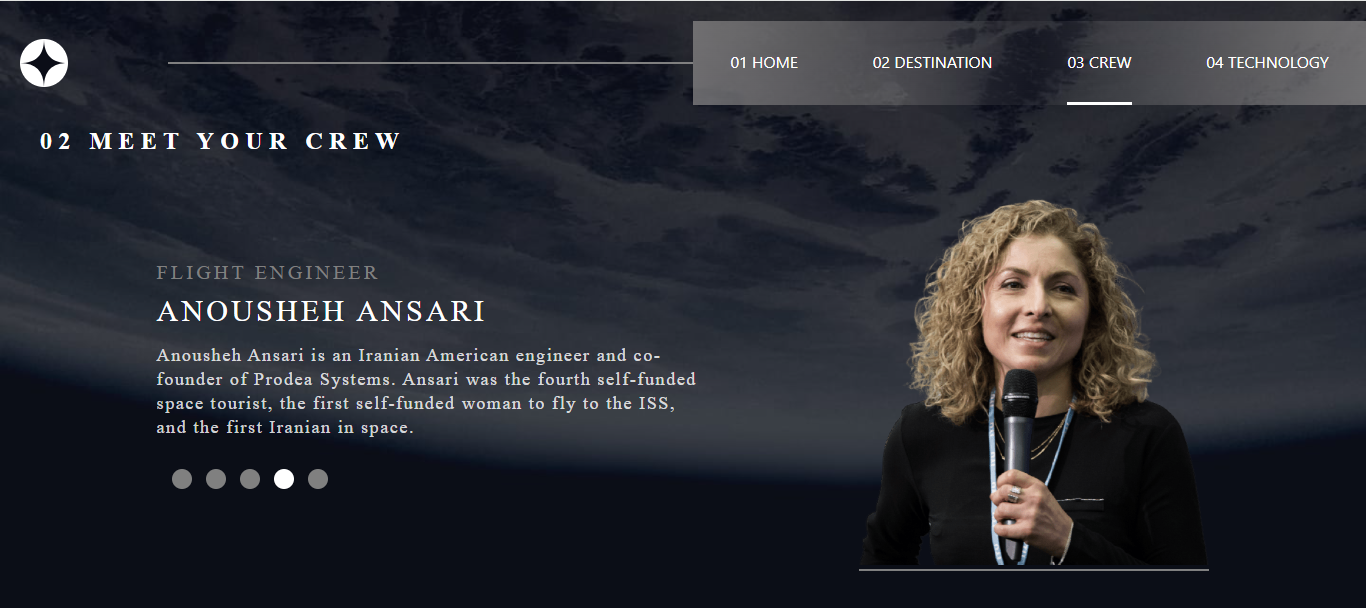 01 HOME
02 DESTINATION
03 CREW
04 TECHNOLOGY
02 MEET YOUR CREW
FLIGHT ENGINEER
ANOUSHEH ANSARI
Anousheh Ansari is an Iranian American engineer and co-
founder of Prodea Systems. Ansari was the fourth self-funded
space tourist, the first self-funded woman to fly to the ISS,
and the first Iranian in space.